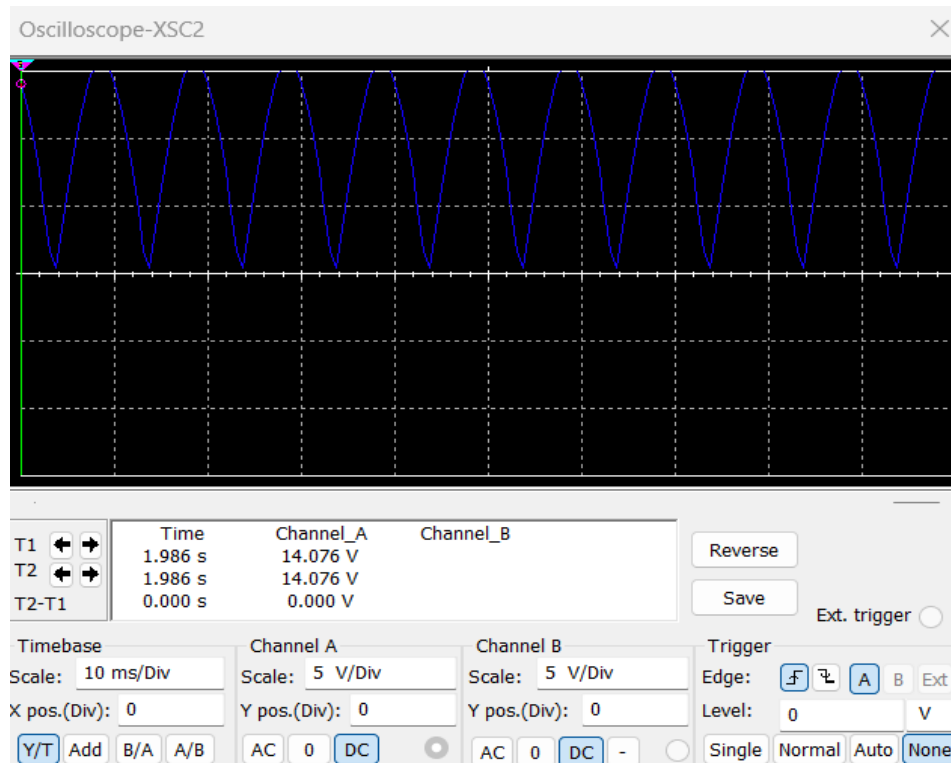 Oscilloscope-XSC2
Time Channel_A Channel_B
T1 1.986 s 14.076 V
T2 1.986 s 14.076 V
T2-T1 0.000 s 0.000 V
Reverse
Save
Ext. trigger
Timebase
Scale: 10 ms/Div
X pos.(Div): 0
Y/T Add B/A A/B
Channel A
Scale: 5 V/Div
Y pos.(Div): 0
AC 0 DC
Channel B
Scale: 5 V/Div
Y pos.(Div): 0
AC 0 DC -
Trigger
Edge: A B Ext
Level: 0 V
Single Normal Auto None